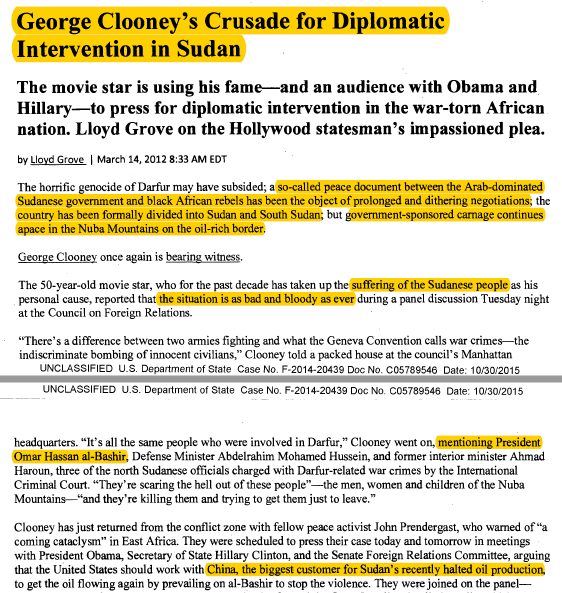 George Clooney's Crusade for Diplomatic
Intervention in Sudan
The movie star is using his fame—and an audience with Obama and
Hillary—to press for diplomatic intervention in the war-torn African
nation. Lloyd Grove on the Hollywood statesman's impassioned plea.
by Lloyd Grove | March 14, 2012 8:33 AM EDT
The horrific genocide of Darfur may have subsided; a so-called peace document between the Arab-dominated
Sudanese government and black African rebels has been the object of prolonged and dithering negotiations; the
country has been formally divided into Sudan and South Sudan; but government-sponsored carnage continues
apace in the Nuba Mountains on the oil-rich border.
George Clooney once again is bearing witness.
The 50-year-old movie star, who for the past decade has taken up the suffering of the Sudanese people as his
personal cause, reported that the situation is as bad and bloody as ever during a panel discussion Tuesday night
at the Council on Foreign Relations.
“There's a difference between two armies fighting and what the Geneva Convention calls war crimes—the
indiscriminate bombing of innocent civilians,” Clooney told a packed house at the council's Manhattan
UNCLASSIFIED U.S. Department of State Case No. F-2014-20439 Doc No. C05789546 Date: 10/30/2015
UNCLASSIFIED U.S. Department of State Case No. F-2014-20439 Doc No. C05789546 Date: 10/30/2015
headquarters. “It's all the same people who were involved in Darfur,” Clooney went on, mentioning President
Omar Hassan al-Bashir, Defense Minister Abdelrahim Mohamed Hussein, and former interior minister Ahmad
Haroun, three of the north Sudanese officials charged with Darfur-related war crimes by the International
Criminal Court. “They're scaring the hell out of these people”—the men, women and children of the Nuba
Mountains—“and they're killing them and trying to get them just to leave.”
Clooney has just returned from the conflict zone with fellow peace activist John Prendergast, who warned of “a
coming cataclysm” in East Africa. They were scheduled to press their case today and tomorrow in meetings
with President Obama, Secretary of State Hillary Clinton, and the Senate Foreign Relations Committee, arguing
that the United States should work with China, the biggest customer for Sudan's recently halted oil production,
to get the oil flowing again by prevailing on al-Bashir to stop the violence. They were joined on the panel—